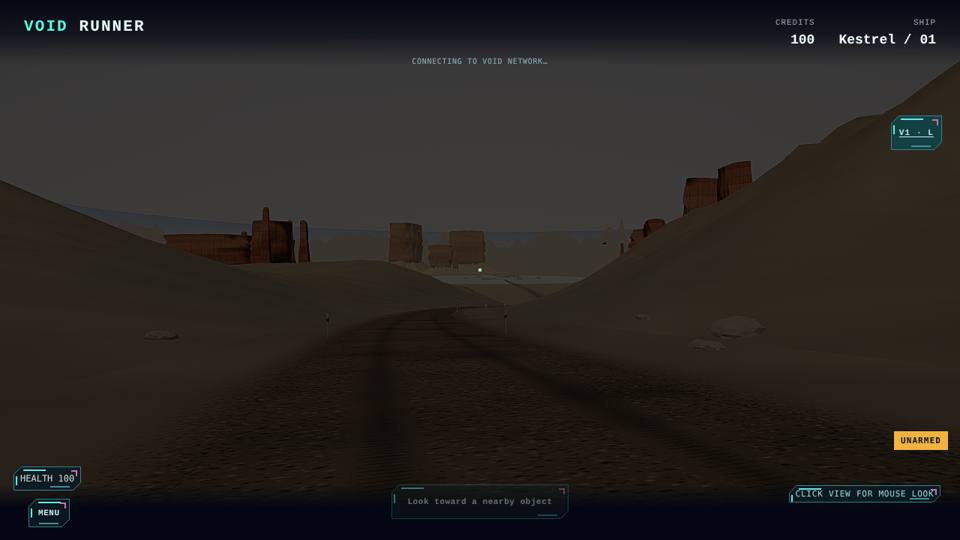 VOID RUNNER
CREDITS
100
SHIP
Kestrel / 01
CONNECTING TO VOID NETWORK…
V1 · L
UNARMED
HEALTH 100
MENU
Look toward a nearby object
CLICK VIEW FOR MOUSE LOOK